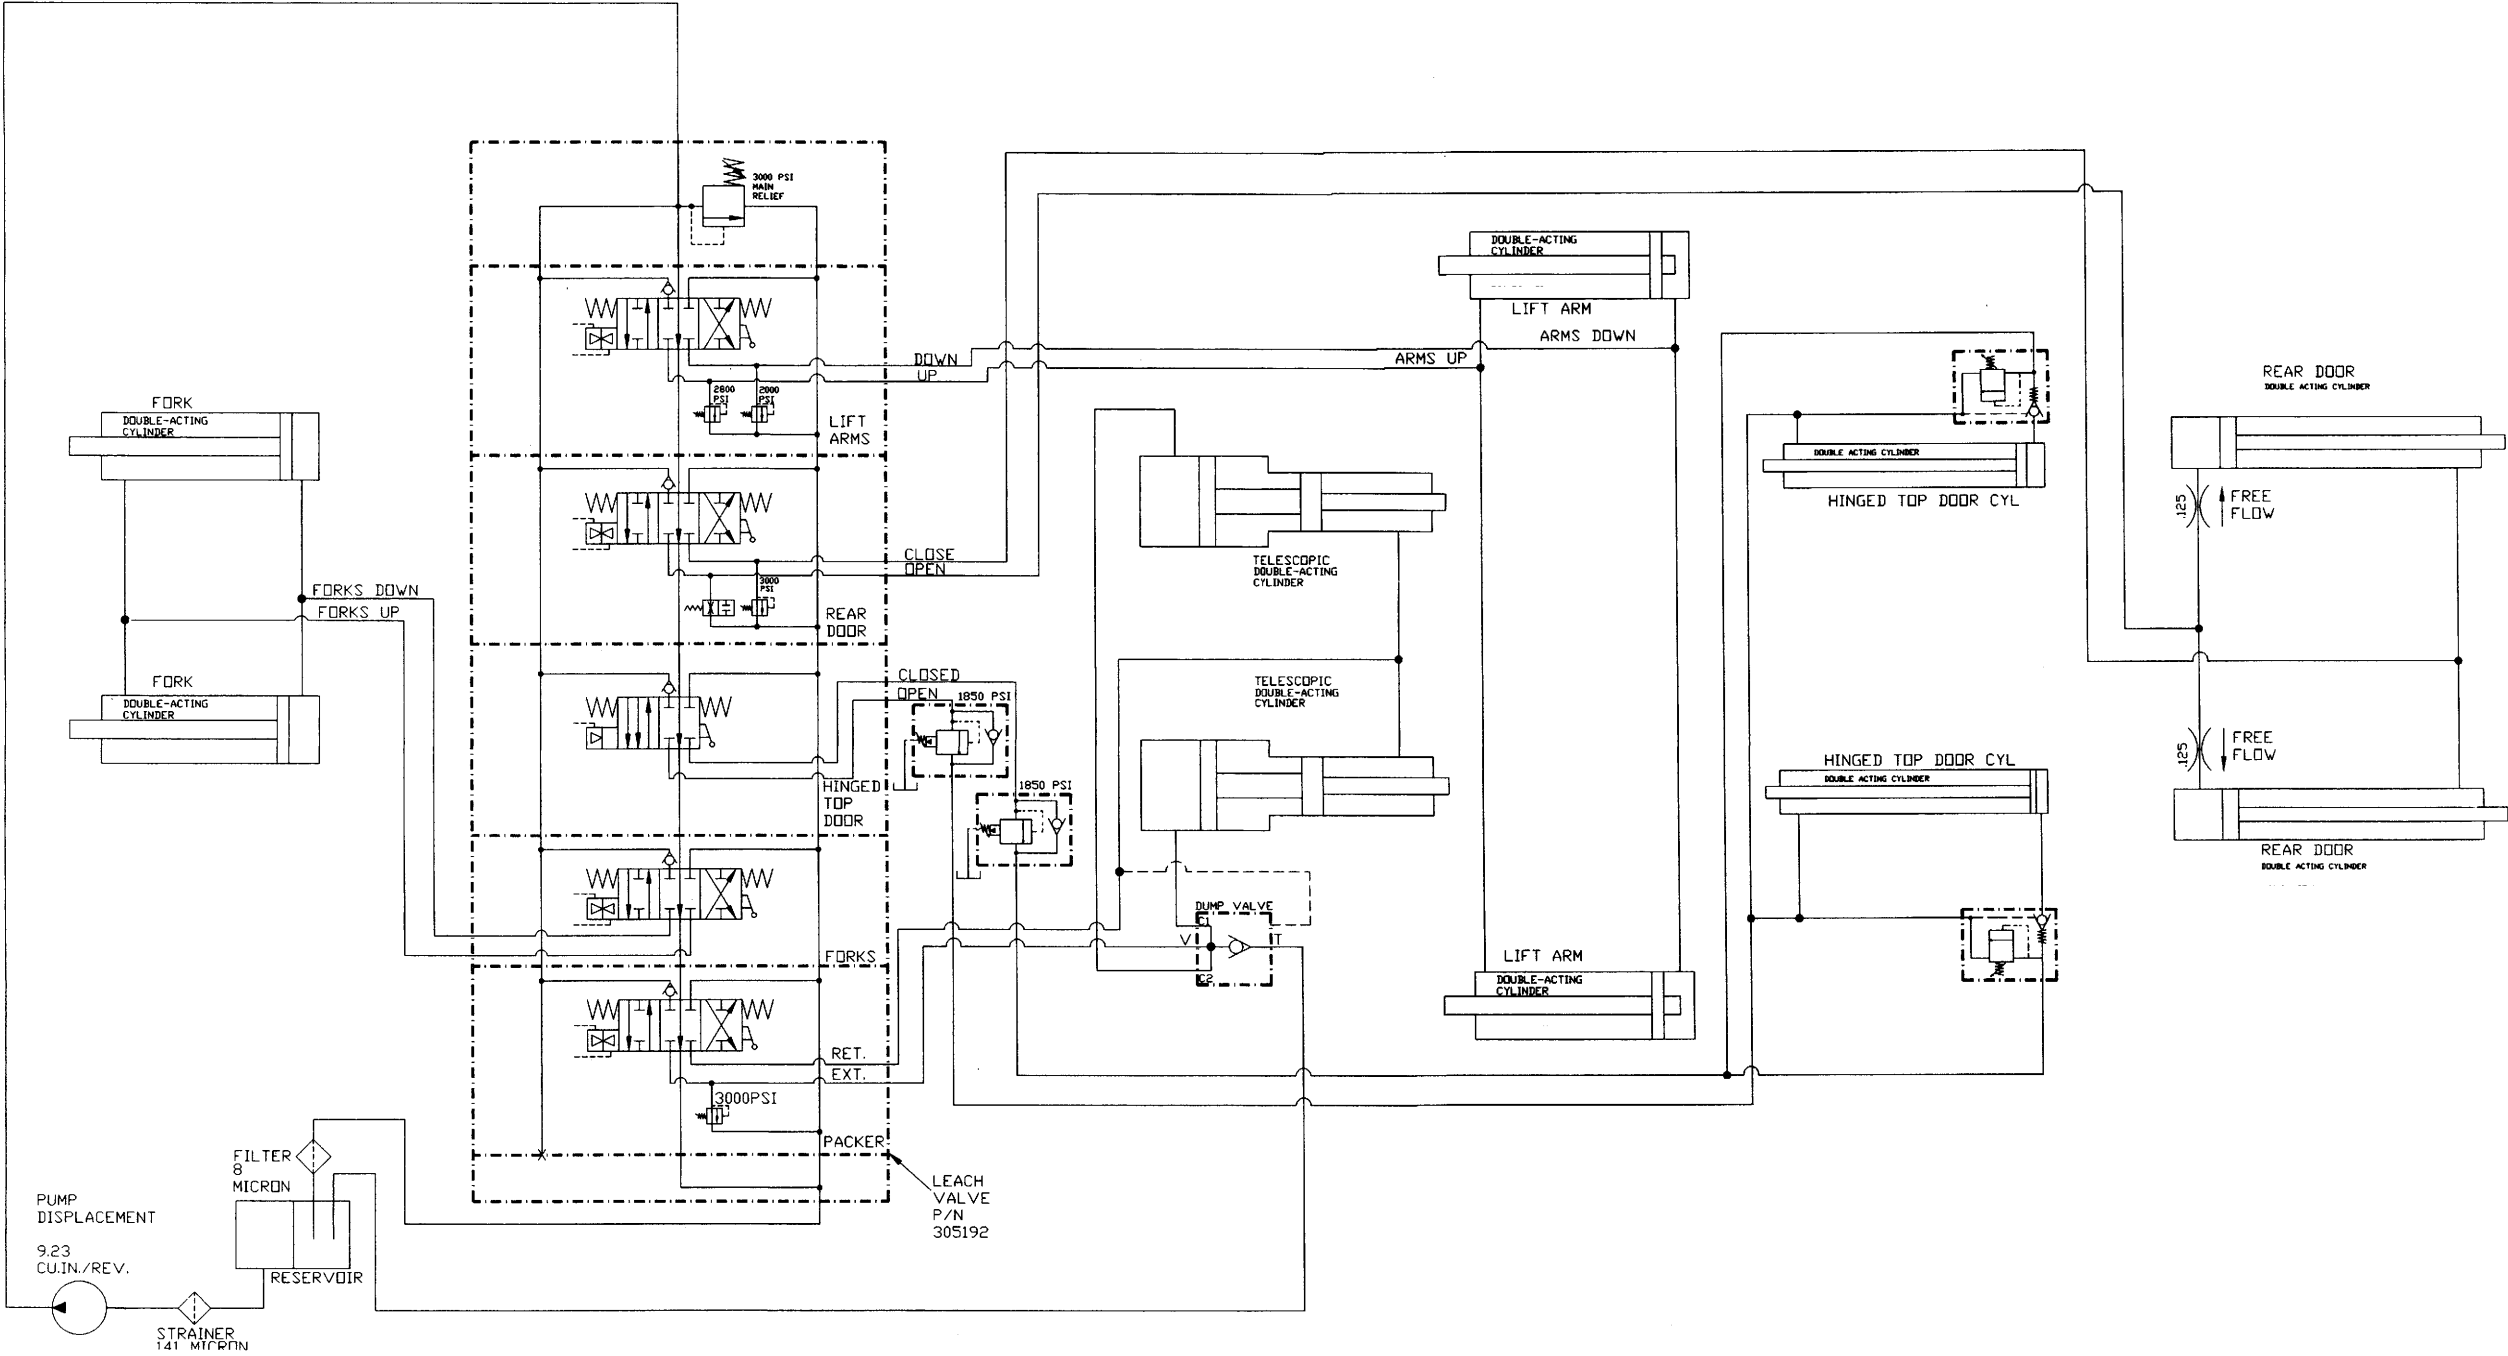 3000 PSI
MAIN
RELIEF
DOUBLE-ACTING
CYLINDER
LIFT ARM
ARMS DOWN
ARMS UP
DOWN
UP
2800
PSI
2000
PSI
LIFT
ARMS
FORK
DOUBLE-ACTING
CYLINDER
REAR DOOR
DOUBLE ACTING CYLINDER
DOUBLE ACTING CYLINDER
HINGED TOP DOOR CYL
.125
FREE
FLOW
CLOSE
OPEN
3000
PSI
REAR
DOOR
TELESCOPIC
DOUBLE-ACTING
CYLINDER
FORKS DOWN
FORKS UP
FORK
DOUBLE-ACTING
CYLINDER
CLOSED
OPEN
1850 PSI
HINGED
TOP
DOOR
1850 PSI
TELESCOPIC
DOUBLE-ACTING
CYLINDER
.125
FREE
FLOW
HINGED TOP DOOR CYL
DOUBLE ACTING CYLINDER
REAR DOOR
DOUBLE ACTING CYLINDER
DUMP VALVE
C1
V
T
C2
FORKS
LIFT ARM
DOUBLE-ACTING
CYLINDER
RET.
EXT.
3000PSI
PACKER
LEACH
VALVE
P/N
305192
FILTER
8
MICRON
PUMP
DISPLACEMENT
9.23
CU.IN./REV.
RESERVOIR
STRAINER
141 MICRON